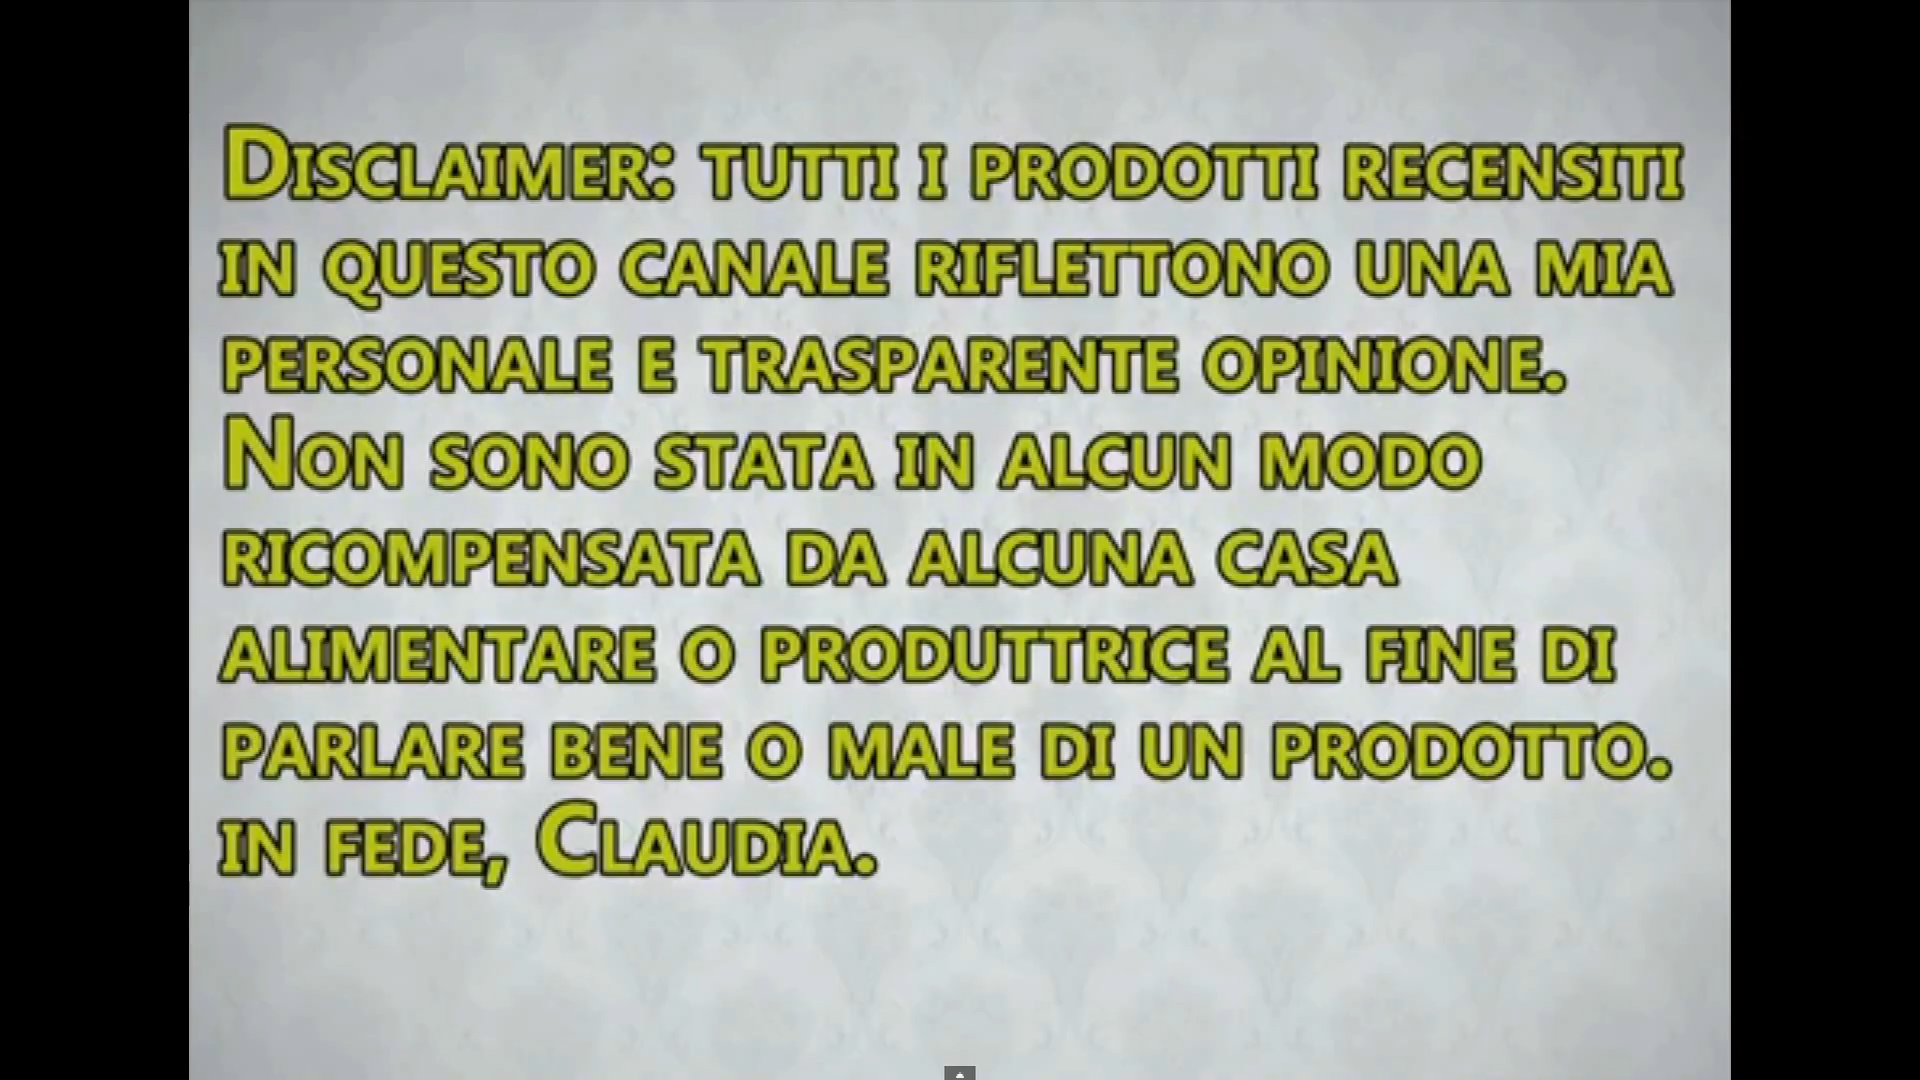 Disclaimer: tutti i prodotti recensiti
in questo canale riflettono una mia
personale e trasparente opinione.
Non sono stata in alcun modo
ricompensata da alcuna casa
alimentare o produttrice al fine di
parlare bene o male di un prodotto.
in fede, Claudia.